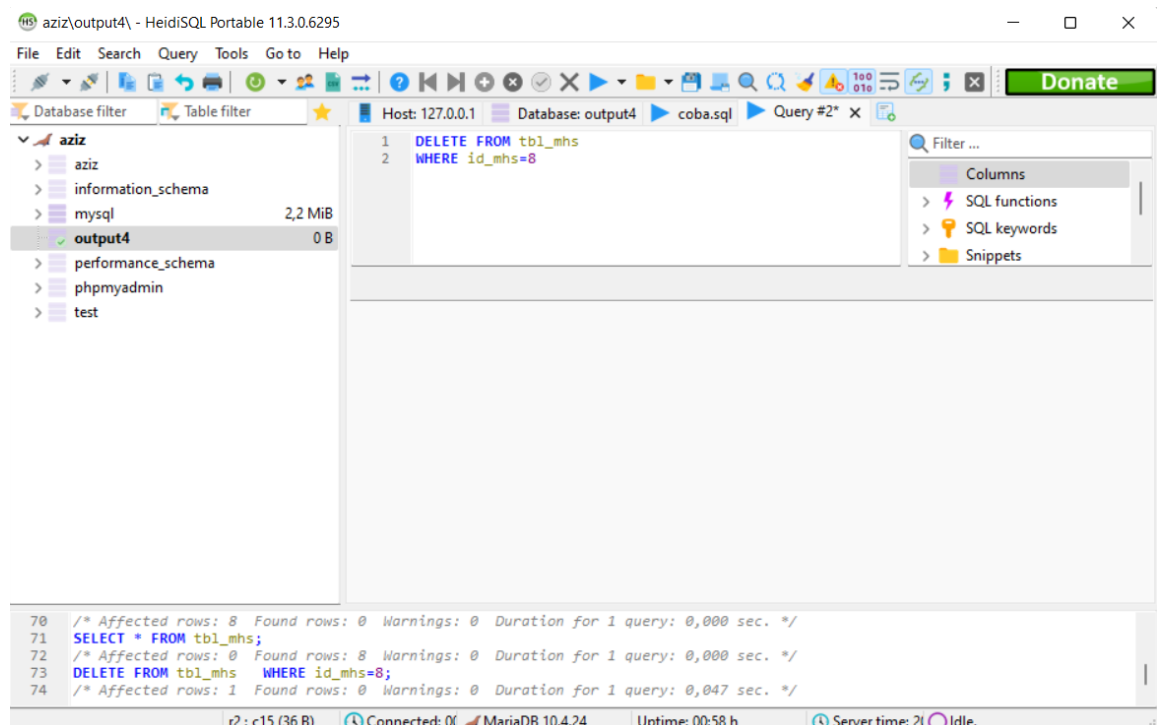 aziz\output4\ - HeidiSQL Portable 11.3.0.6295
File Edit Search Query Tools Go to Help
Donate
Database filter Table filter
Host: 127.0.0.1 Database: output4 coba.sql Query #2*
aziz
aziz
information_schema
mysql 2,2 MiB
output4 0 B
performance_schema
phpmyadmin
test
1 DELETE FROM tbl_mhs
2 WHERE id_mhs=8
Filter ...
Columns
SQL functions
SQL keywords
Snippets
70 /* Affected rows: 8 Found rows: 0 Warnings: 0 Duration for 1 query: 0,000 sec. */
71 SELECT * FROM tbl_mhs;
72 /* Affected rows: 0 Found rows: 8 Warnings: 0 Duration for 1 query: 0,000 sec. */
73 DELETE FROM tbl_mhs WHERE id_mhs=8;
74 /* Affected rows: 1 Found rows: 0 Warnings: 0 Duration for 1 query: 0,047 sec. */
r2 : c15 (36 B) Connected: MariaDB 10.4.24 Uptime: 00:58 h Server time: Idle.